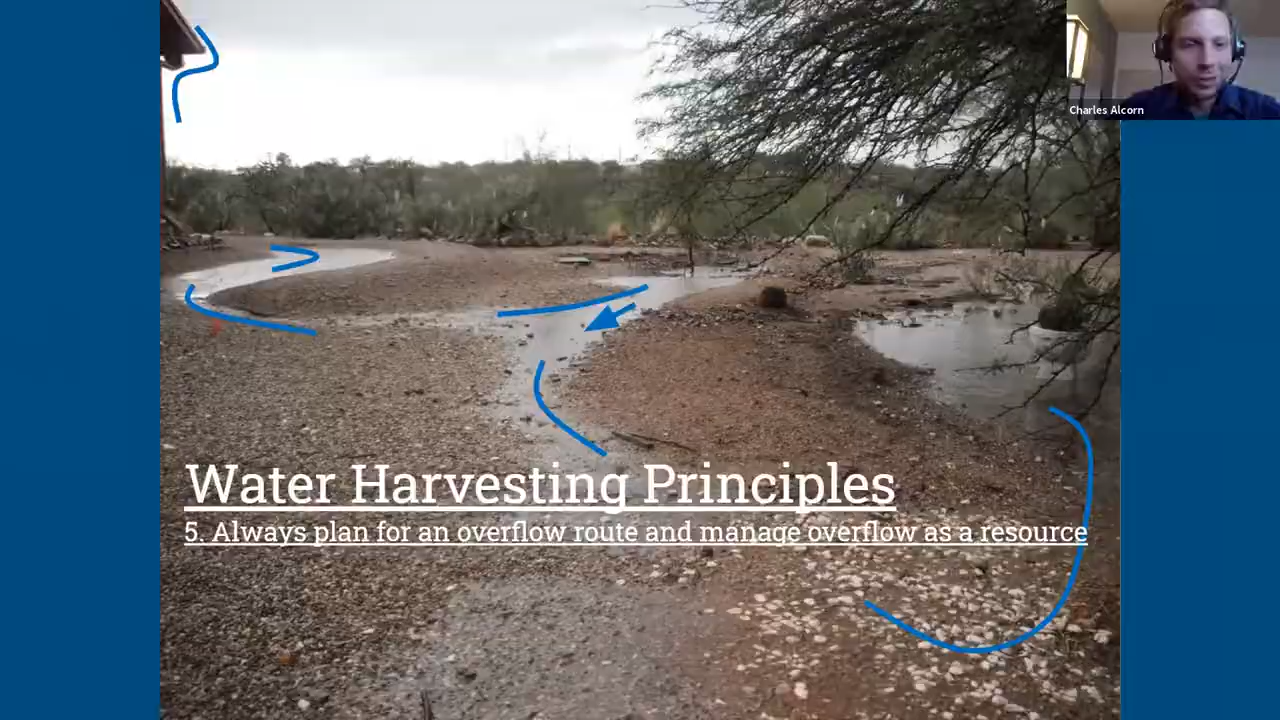 Charles Alcorn
Water Harvesting Principles
5. Always plan for an overflow route and manage overflow as a resource